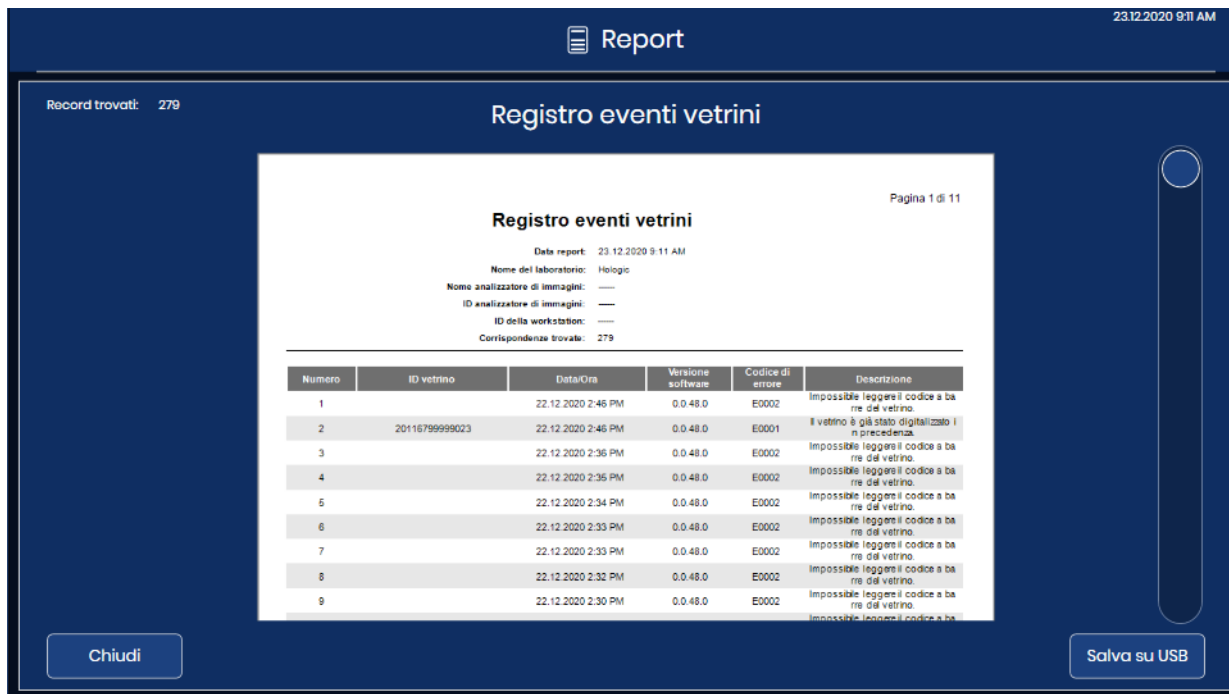 23.12.2020 9:11 AM
Report
Record trovati: 279
Registro eventi vetrini
Pagina 1 di 11
Registro eventi vetrini
Data report: 23.12.2020 9:11 AM
Nome del laboratorio: Hologic
Nome analizzatore di immagini: -----
ID analizzatore di immagini: -----
ID della workstation: -----
Corrispondenze trovate: 279
Numero ID vetrino Data/Ora Versione software Codice di errore Descrizione
1 22.12.2020 2:46 PM 0.0.48.0 E0002 Impossibile leggere il codice a ba
rre del vetrino.
2 20116799999023 22.12.2020 2:46 PM 0.0.48.0 E0001 Il vetrino è già stato digitalizzato i
n precedenza.
3 22.12.2020 2:36 PM 0.0.48.0 E0002 Impossibile leggere il codice a ba
rre del vetrino.
4 22.12.2020 2:35 PM 0.0.48.0 E0002 Impossibile leggere il codice a ba
rre del vetrino.
5 22.12.2020 2:34 PM 0.0.48.0 E0002 Impossibile leggere il codice a ba
rre del vetrino.
6 22.12.2020 2:33 PM 0.0.48.0 E0002 Impossibile leggere il codice a ba
rre del vetrino.
7 22.12.2020 2:33 PM 0.0.48.0 E0002 Impossibile leggere il codice a ba
rre del vetrino.
8 22.12.2020 2:32 PM 0.0.48.0 E0002 Impossibile leggere il codice a ba
rre del vetrino.
9 22.12.2020 2:30 PM 0.0.48.0 E0002 Impossibile leggere il codice a ba
rre del vetrino.
Impossibile leggere il codice a ba
Chiudi
Salva su USB